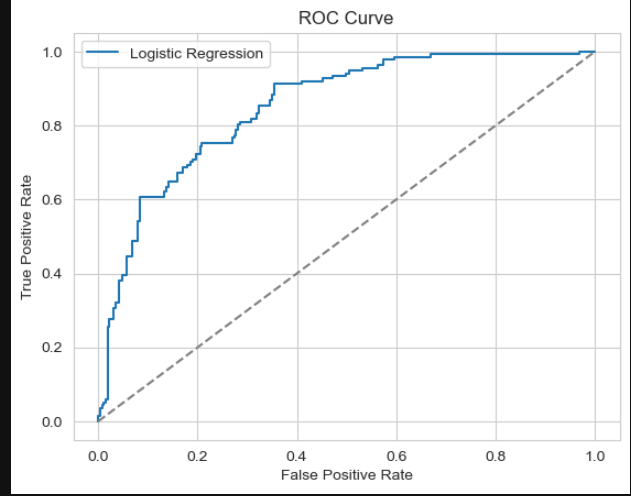 ROC Curve
Logistic Regression
True Positive Rate
1.0
0.8
0.6
0.4
0.2
0.0
0.0 0.2 0.4 0.6 0.8 1.0
False Positive Rate